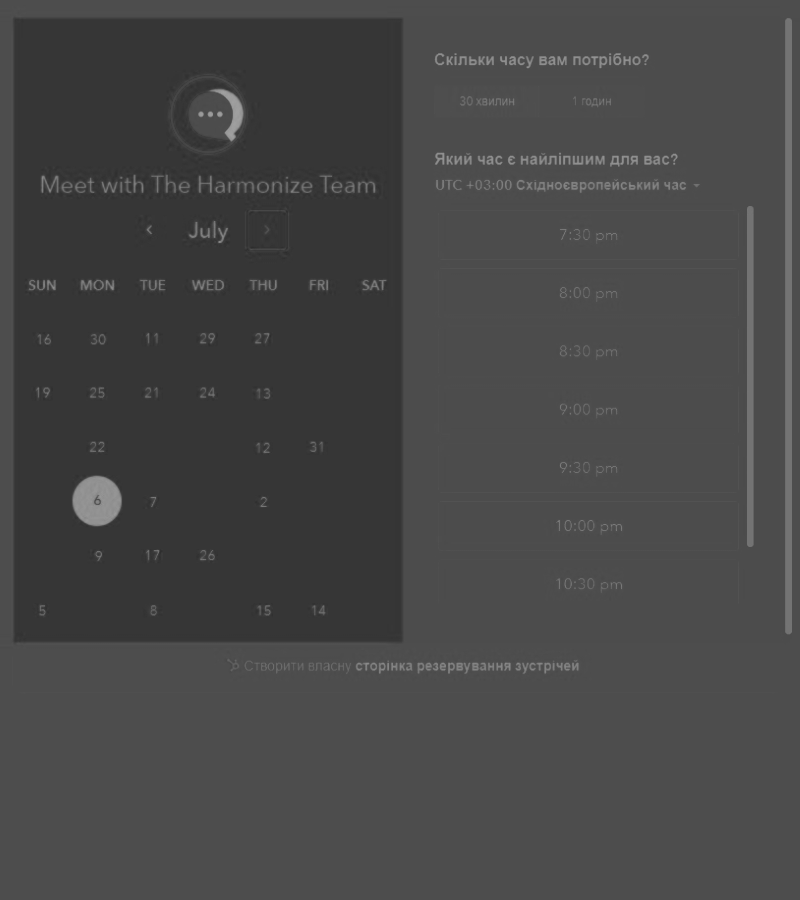 Meet with The Harmonize Team
July
SUN MON TUE WED THU FRI SAT
16 30 11 29 27
19 25 21 24 13
22 12 31
6 7 2
9 17 26
5 8 15 14
Скільки часу вам потрібно?
30 хвилин 1 годин
Який час є найліпшим для вас?
UTC +03:00 Східноєвропейський час
7:30 pm
8:00 pm
8:30 pm
9:00 pm
9:30 pm
10:00 pm
10:30 pm
Створити власну сторінка резервування зустрічей